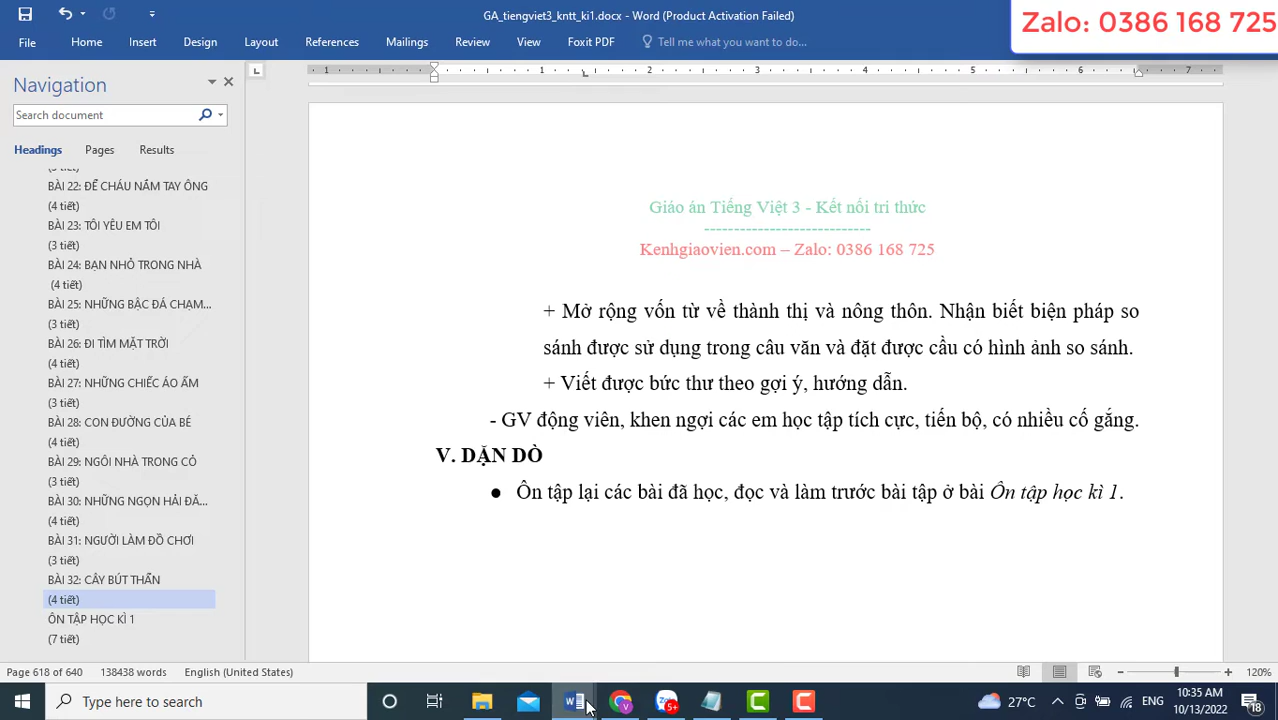 GA_tiengviet3_kntt_ki1.docx - Word (Product Activation Failed)
Zalo: 0386 168 725
File Home Insert Design Layout References Mailings Review View Foxit PDF Tell me what you want to do...
Navigation
1 1 2 3 4 5 6 7
Search document
Headings Pages Results
BÀI 22: ĐỂ CHÁU NẮM TAY ÔNG
(4 tiết)
BÀI 23: TÔI YÊU EM TÔI
(3 tiết)
BÀI 24: BẠN NHỎ TRONG NHÀ
(4 tiết)
BÀI 25: NHỮNG BẬC ĐÁ CHẠM...
(3 tiết)
BÀI 26: ĐI TÌM MẶT TRỜI
(4 tiết)
BÀI 27: NHỮNG CHIẾC ÁO ẤM
(3 tiết)
BÀI 28: CON ĐƯỜNG CỦA BÉ
(4 tiết)
BÀI 29: NGÔI NHÀ TRONG CỎ
(3 tiết)
BÀI 30: NHỮNG NGỌN HẢI ĐĂ...
(4 tiết)
BÀI 31: NGƯỜI LÀM ĐỒ CHƠI
(3 tiết)
BÀI 32: CÂY BÚT THẦN
(4 tiết)
ÔN TẬP HỌC KÌ 1
(7 tiết)
Giáo án Tiếng Việt 3 - Kết nối tri thức
----------------------------
Kenhgiaovien.com – Zalo: 0386 168 725
+ Mở rộng vốn từ về thành thị và nông thôn. Nhận biết biện pháp so
sánh được sử dụng trong câu văn và đặt được cầu có hình ảnh so sánh.
+ Viết được bức thư theo gợi ý, hướng dẫn.
- GV động viên, khen ngợi các em học tập tích cực, tiến bộ, có nhiều cố gắng.
V. DẶN DÒ
● Ôn tập lại các bài đã học, đọc và làm trước bài tập ở bài Ôn tập học kì 1.
Page 618 of 640 138438 words English (United States) 120%
Type here to search 27°C ENG 10:35 AM
10/13/2022 18